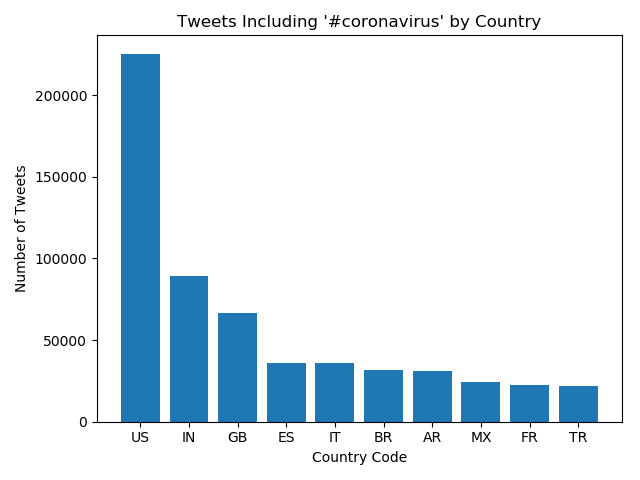 Tweets Including '#coronavirus' by Country
Number of Tweets
200000
150000
100000
50000
0
US IN GB ES IT BR AR MX FR TR
Country Code